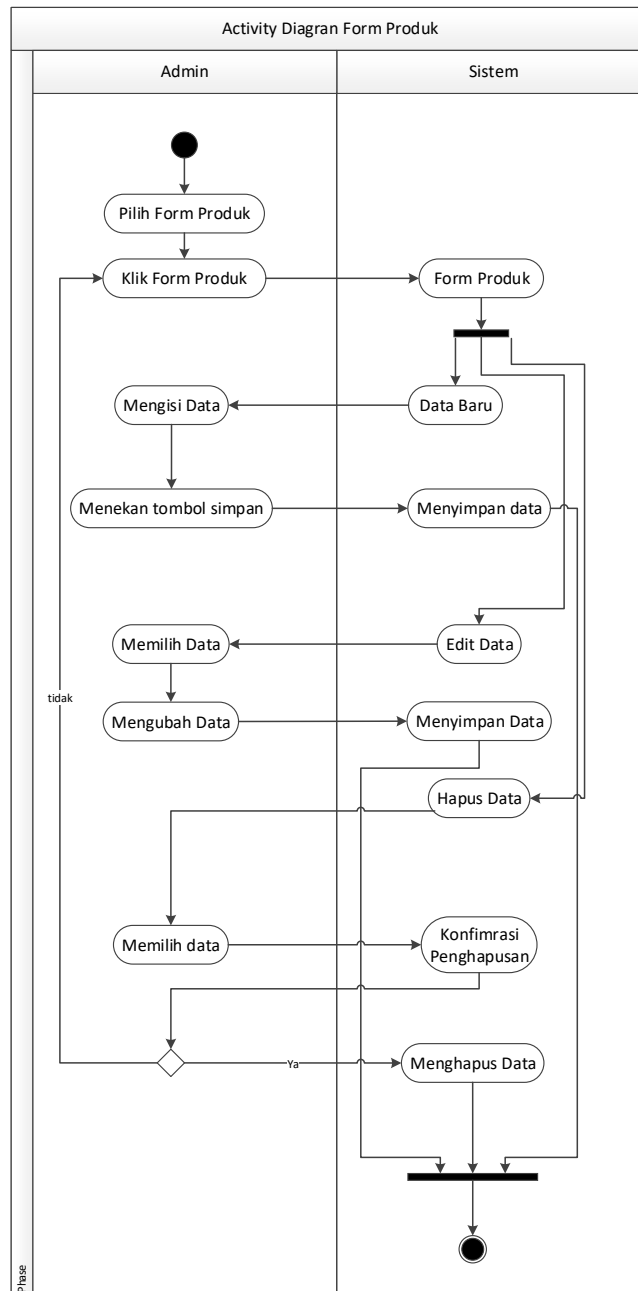 Activity Diagran Form Produk
Admin
Sistem
Pilih Form Produk
Klik Form Produk
Form Produk
Mengisi Data
Data Baru
Menekan tombol simpan
Menyimpan data
Memilih Data
Edit Data
tidak
Mengubah Data
Menyimpan Data
Hapus Data
Memilih data
Konfimrasi
Penghapusan
Ya
Menghapus Data
Phase